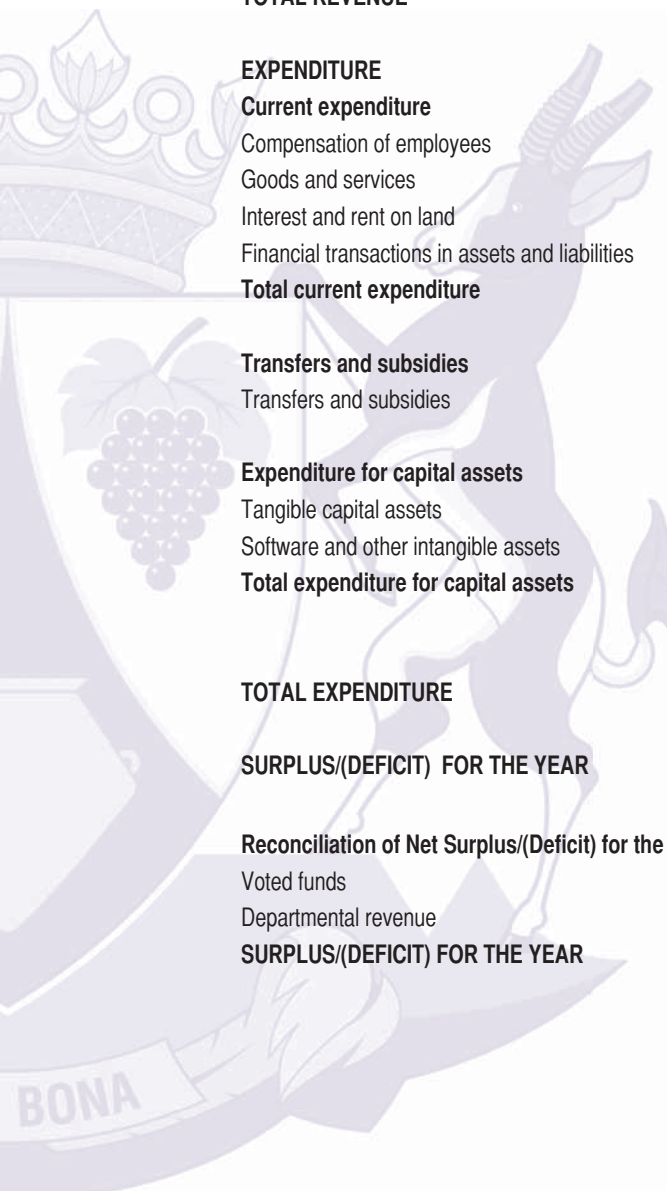 TOTAL REVENUE
EXPENDITURE
Current expenditure
Compensation of employees
Goods and services
Interest and rent on land
Financial transactions in assets and liabilities
Total current expenditure
Transfers and subsidies
Transfers and subsidies
Expenditure for capital assets
Tangible capital assets
Software and other intangible assets
Total expenditure for capital assets
TOTAL EXPENDITURE
SURPLUS/(DEFICIT) FOR THE YEAR
Reconciliation of Net Surplus/(Deficit) for the
Voted funds
Departmental revenue
SURPLUS/(DEFICIT) FOR THE YEAR
BONA